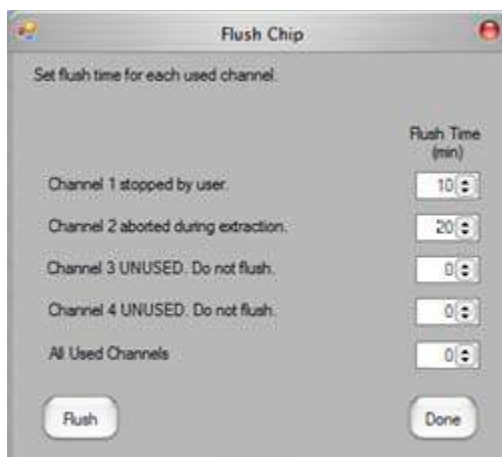 Flush Chip
Set flush time for each used channel.
Flush Time
(min)
Channel 1 stopped by user. 10
Channel 2 aborted during extraction. 20
Channel 3 UNUSED. Do not flush. 0
Channel 4 UNUSED. Do not flush. 0
All Used Channels 0
Flush Done